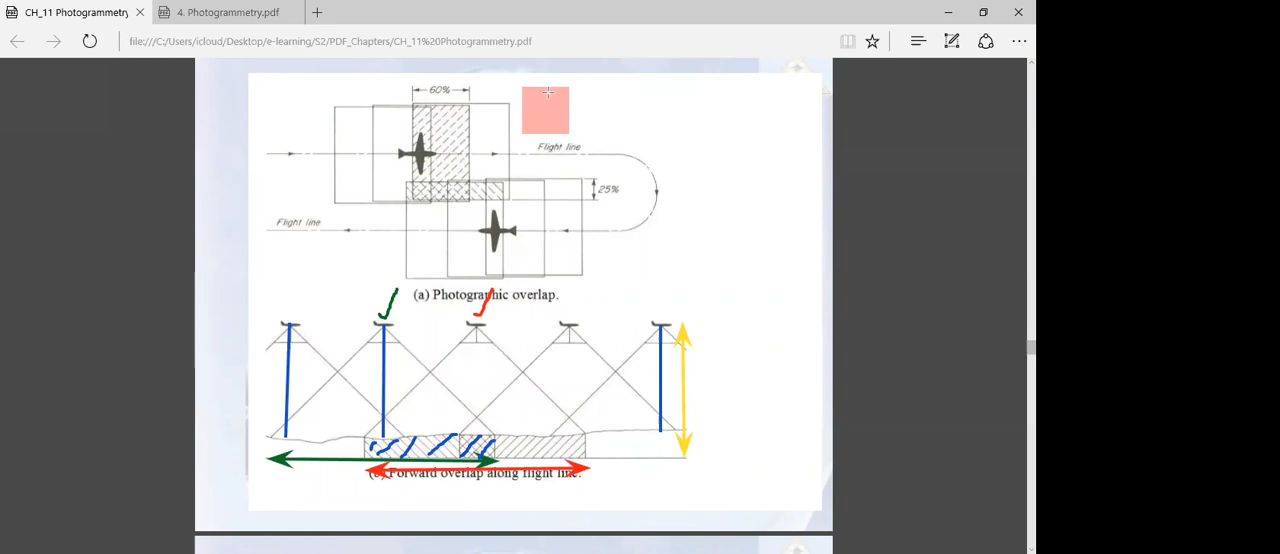 CH_11 Photogrammetry
4. Photogrammetry.pdf
file:///C:/Users/icloud/Desktop/e-learning/S2/PDF_Chapters/CH_11%20Photogrammetry.pdf
60%
Flight line
25%
Flight line
(a) Photographic overlap.
(b) Forward overlap along flight line.